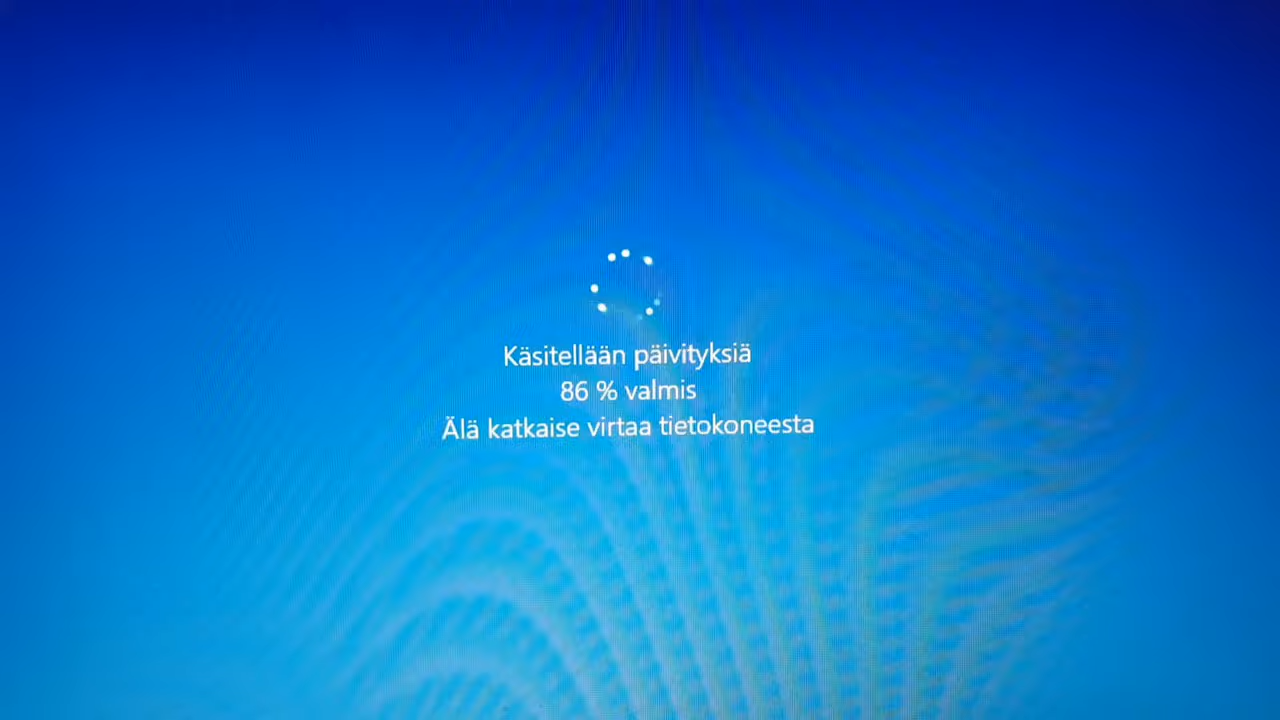 Käsitellään päivityksiä
86 % valmis
Älä katkaise virtaa tietokoneesta